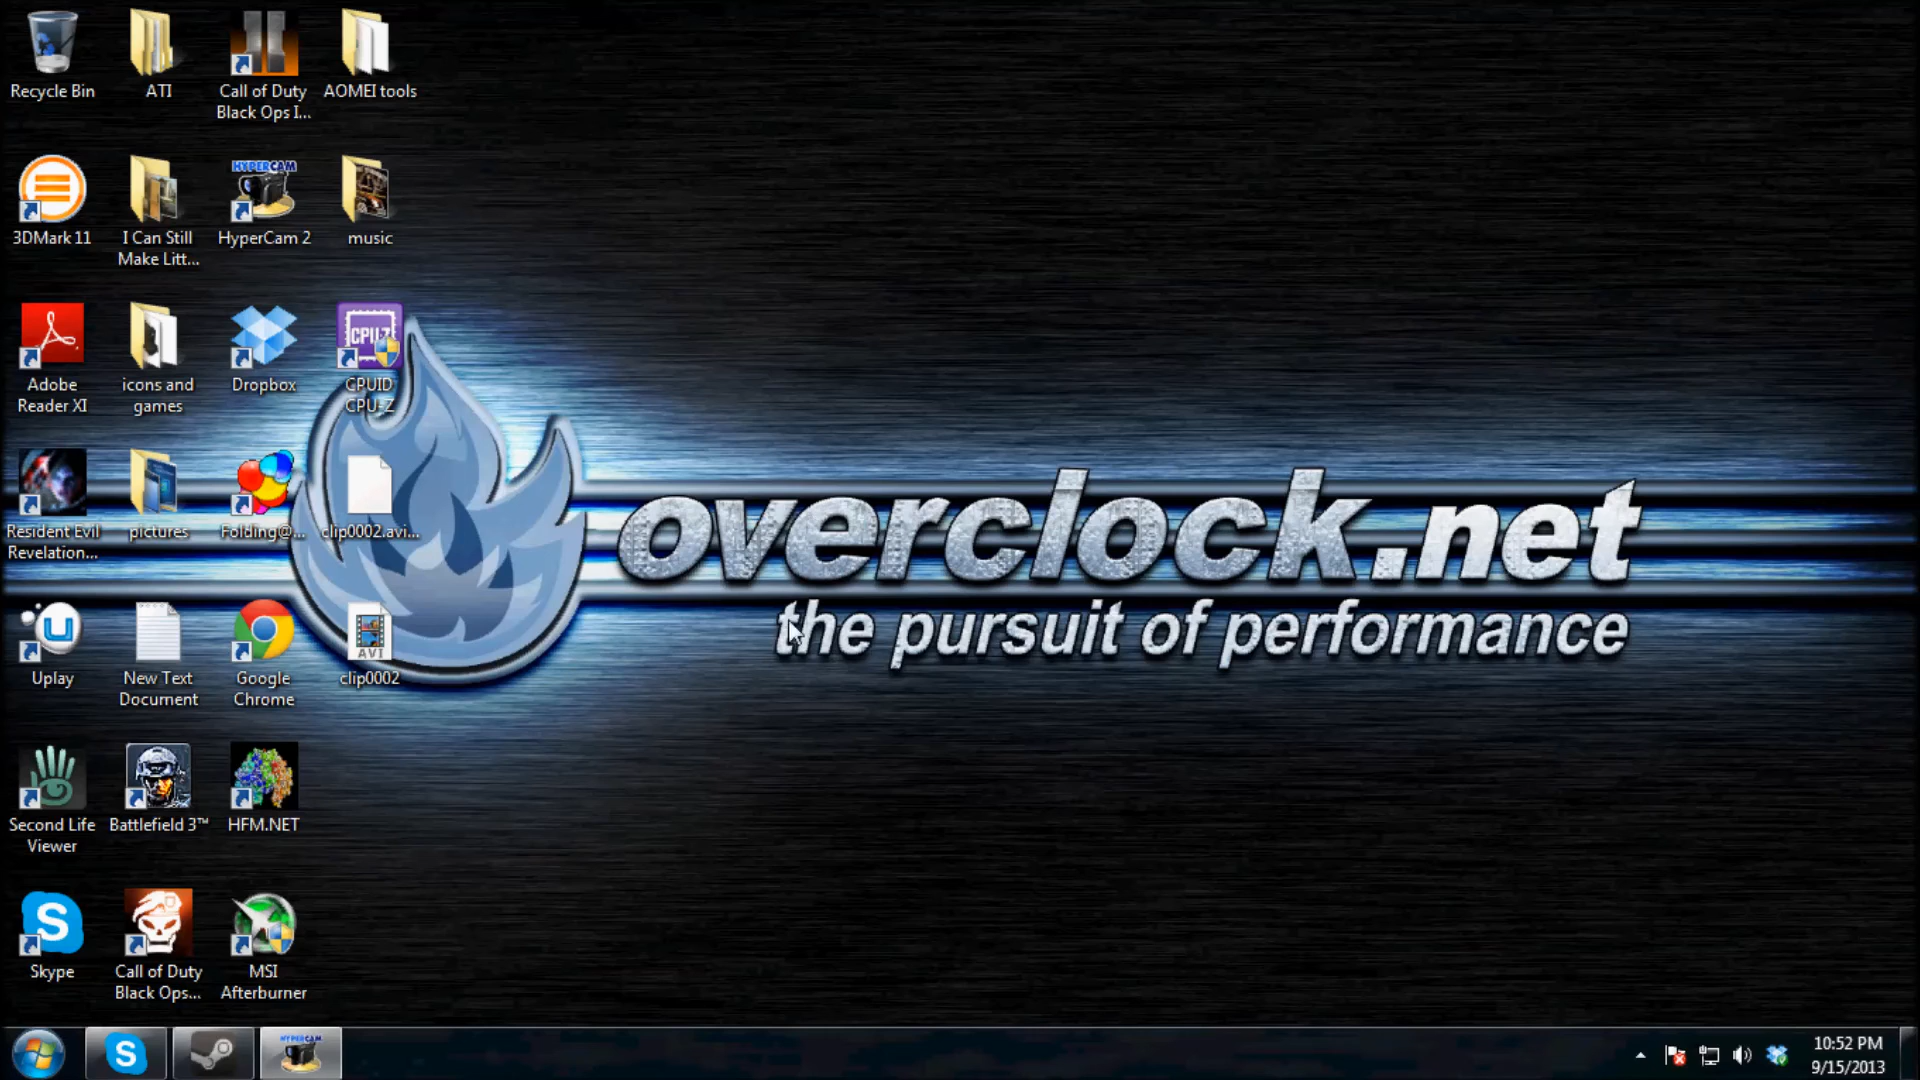 Recycle Bin
ATI
Call of Duty
Black Ops I...
AOMEI tools
3DMark 11
I Can Still
Make Litt...
HYPERCAM
HyperCam 2
music
Adobe
Reader XI
icons and
games
Dropbox
CPU-Z
CPUID
CPU-Z
Resident Evil
Revelation...
pictures
Folding@...
clip0002.avi...
overclock.net
the pursuit of performance
Uplay
New Text
Document
Google
Chrome
AVI
clip0002
Second Life
Viewer
Battlefield 3™
HFM.NET
Skype
Call of Duty
Black Ops...
MSI
Afterburner
HYPERCAM
10:52 PM
9/15/2013